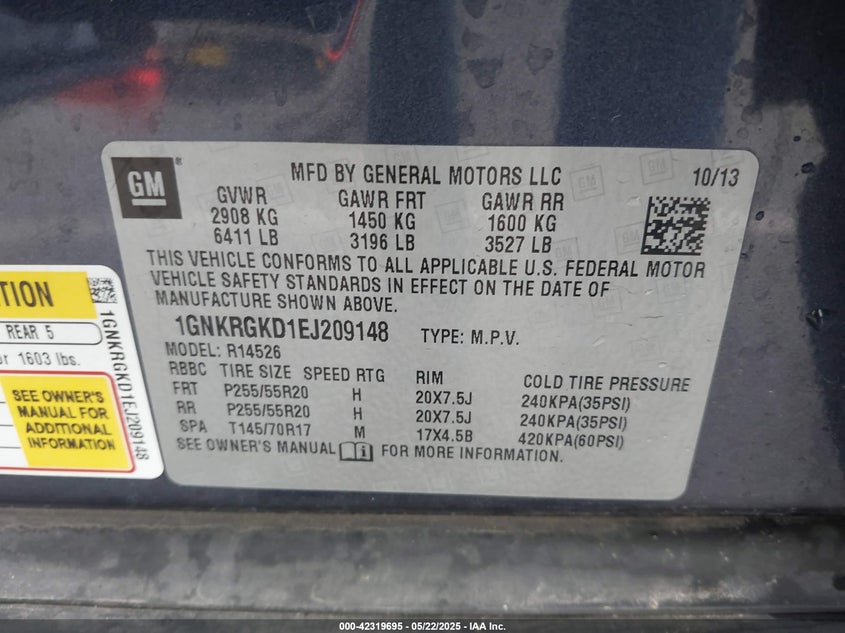 GM
®
MFD BY GENERAL MOTORS LLC
10/13
GVWR GAWR FRT GAWR RR
2908 KG 1450 KG 1600 KG
6411 LB 3196 LB 3527 LB
THIS VEHICLE CONFORMS TO ALL APPLICABLE U.S. FEDERAL MOTOR
VEHICLE SAFETY STANDARDS IN EFFECT ON THE DATE OF
MANUFACTURE SHOWN ABOVE.
1GNKRGKD1EJ209148 TYPE: M.P.V.
MODEL: R14526
RBBC TIRE SIZE SPEED RTG RIM COLD TIRE PRESSURE
FRT P255/55R20 H 20X7.5J 240KPA(35PSI)
RR P255/55R20 H 20X7.5J 240KPA(35PSI)
SPA T145/70R17 M 17X4.5B 420KPA(60PSI)
SEE OWNER'S MANUAL FOR MORE INFORMATION.
REAR 5
1603 lbs.
SEE OWNER'S
MANUAL FOR
ADDITIONAL
INFORMATION
1GNKRGKD1EJ209148
000-42319695 - 05/22/2025 - IAA Inc.